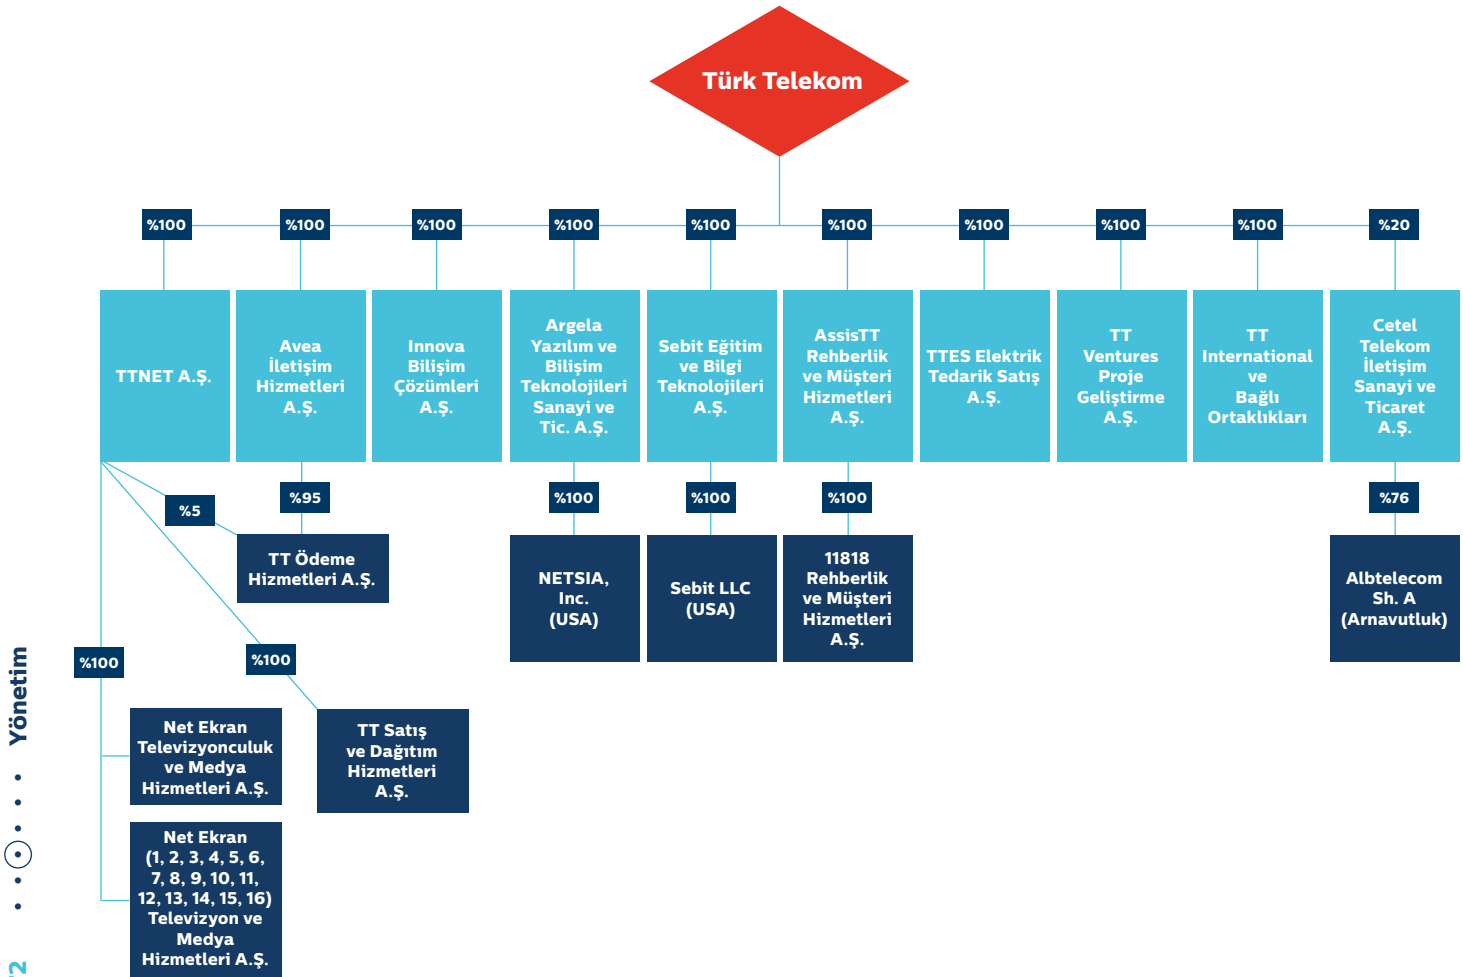 Türk Telekom
%100
%100
%100
%100
%100
%100
%100
%100
%100
%20
TTNET A.Ş.
Avea
İletişim
Hizmetleri
A.Ş.
Innova
Bilişim
Çözümleri
A.Ş.
Argela
Yazılım ve
Bilişim
Teknolojileri
Sanayi ve
Tic. A.Ş.
Sebit Eğitim
ve Bilgi
Teknolojileri
A.Ş.
AssisTT
Rehberlik
ve Müşteri
Hizmetleri
A.Ş.
TTES Elektrik
Tedarik Satış
A.Ş.
TT
Ventures
Proje
Geliştirme
A.Ş.
TT
International
ve
Bağlı
Ortaklıkları
Cetel
Telekom
İletişim
Sanayi ve
Ticaret
A.Ş.
%5
%95
%100
%100
%100
%76
TT Ödeme
Hizmetleri A.Ş.
NETSIA,
Inc.
(USA)
Sebit LLC
(USA)
11818
Rehberlik
ve Müşteri
Hizmetleri
A.Ş.
Albtelecom
Sh. A
(Arnavutluk)
%100
%100
Net Ekran
Televizyonculuk
ve Medya
Hizmetleri A.Ş.
TT Satış
ve Dağıtım
Hizmetleri
A.Ş.
Net Ekran
(1, 2, 3, 4, 5, 6,
7, 8, 9, 10, 11,
12, 13, 14, 15, 16)
Televizyon ve
Medya
Hizmetleri A.Ş.
Yönetim